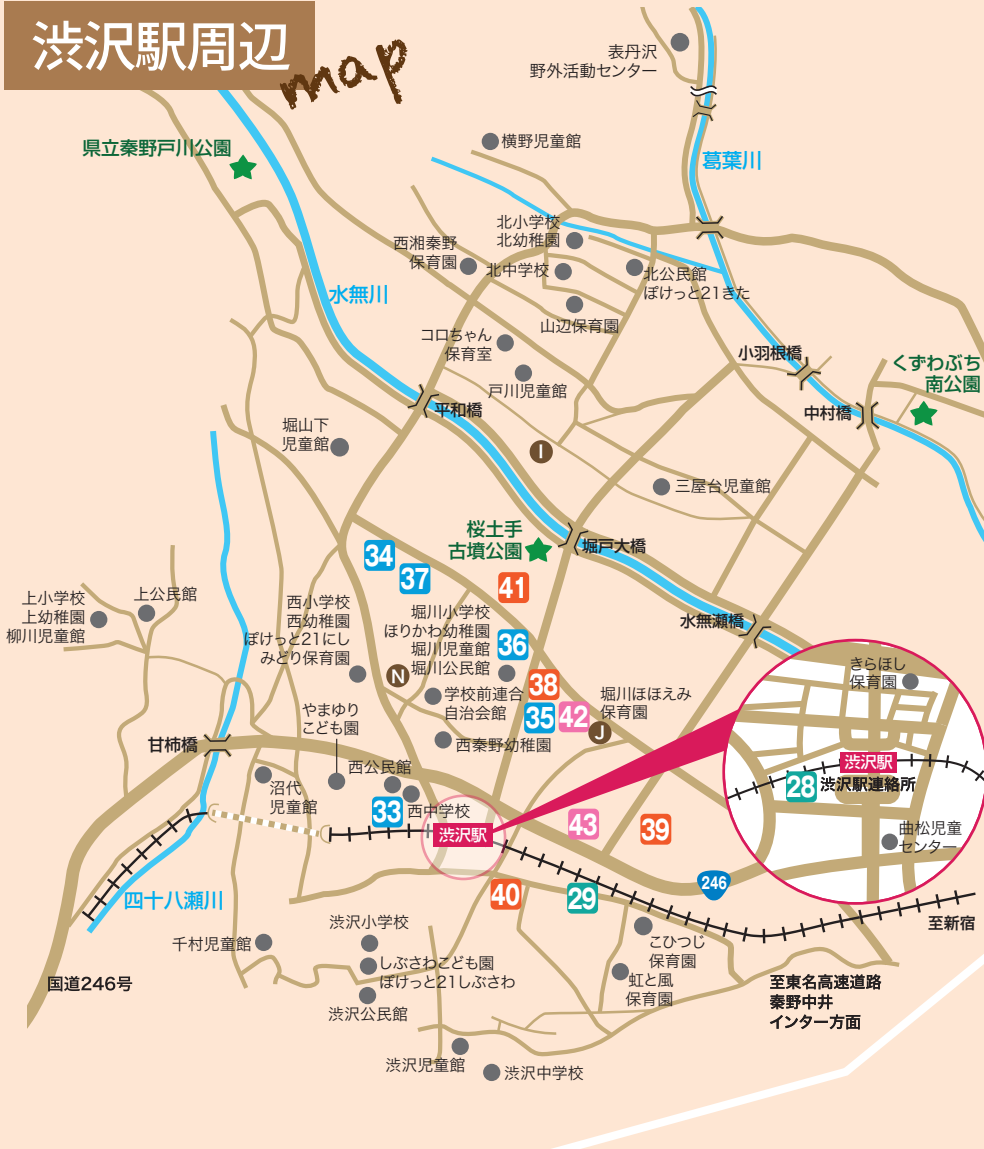 渋沢駅周辺
map
表丹沢
野外活動センター
県立秦野戸川公園
横野児童館
葛葉川
北小学校
北幼稚園
西湘秦野
保育園
北中学校
北公民館
ぽけっと21きた
水無川
山辺保育園
コロちゃん
保育室
小羽根橋
くずわぶち
南公園
戸川児童館
平和橋
中村橋
堀山下
児童館
I
三屋台児童館
桜土手
古墳公園
堀戸大橋
34
37
41
上小学校
上幼稚園
柳川児童館
上公民館
西小学校
西幼稚園
ぽけっと21にし
みどり保育園
堀川小学校
ほりかわ幼稚園
堀川児童館
堀川公民館
36
水無瀬橋
N
38
学校前連合
自治会館
堀川ほほえみ
保育園
35
42
J
やまゆり
こども園
西秦野幼稚園
甘柿橋
きらほし
保育園
渋沢駅
28
渋沢駅連絡所
曲松児童
センター
沼代
児童館
西公民館
西中学校
33
渋沢駅
43
39
246
40
29
四十八瀬川
至新宿
千村児童館
渋沢小学校
こひつじ
保育園
しぶさわこども園
ぽけっと21しぶさわ
虹と風
保育園
国道246号
至東名高速道路
秦野中井
インター方面
渋沢公民館
渋沢児童館
渋沢中学校